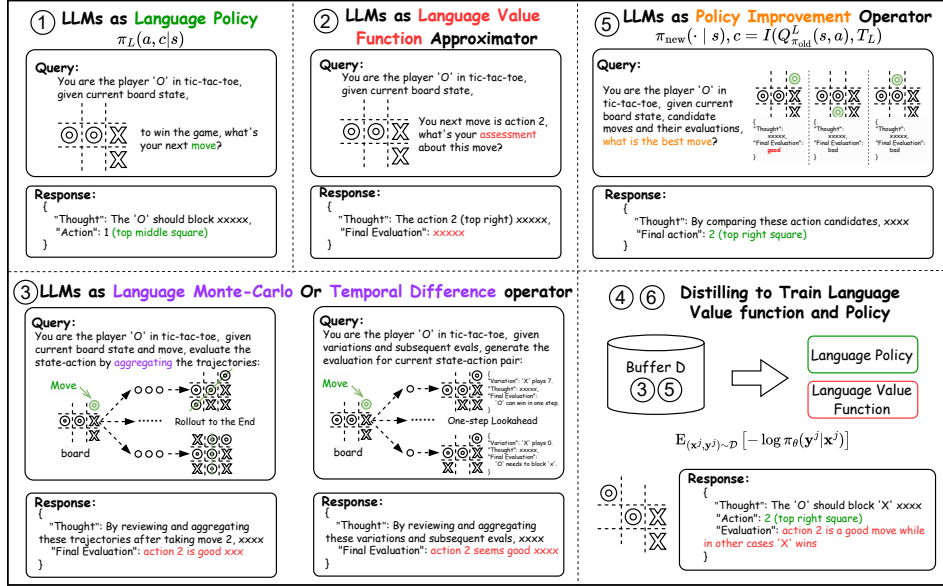 1 LLMs as Language Policy
π_L(a, c|s)
Query:
You are the player 'O' in tic-tac-toe,
given current board state,
O O X
X
to win the game, what's
your next move?
Response:
{
"Thought": The 'O' should block xxxxx,
"Action": 1 (top middle square)
}
2 LLMs as Language Value
Function Approximator
Query:
You are the player 'O' in tic-tac-toe,
given current board state,
O O X
X
You next move is action 2,
what's your assessment
about this move?
Response:
{
"Thought": The action 2 (top right) xxxxx,
"Final Evaluation": xxxxx
}
5 LLMs as Policy Improvement Operator
π_new(· | s), c = I(Q^L_{π_old}(s, a), T_L)
Query:
You are the player 'O' in
tic-tac-toe, given current
board state, candidate
moves and their evaluations,
what is the best move?
O
O O X
X
{
"Thought":
xxxxx,
"Final Evaluation":
good
}
O O X
O X
{
"Thought":
xxxxx,
"Final Evaluation":
bad
}
O
O O X
X
{
"Thought":
xxxxx,
"Final Evaluation":
bad
}
Response:
{
"Thought": By comparing these action candidates, xxxx
"Final action": 2 (top right square)
}
3 LLMs as Language Monte-Carlo Or Temporal Difference operator
Query:
You are the player 'O' in tic-tac-toe, given
current board state and move, evaluate the
state-action by aggregating the trajectories:
Move
board
Rollout to the End
Response:
{
"Thought": By reviewing and aggregating
these trajectories after taking move 2, xxxx
"Final Evaluation": action 2 is good xxx
}
Query:
You are the player 'O' in tic-tac-toe, given
variations and subsequent evals, generate the
evaluation for current state-action pair:
Move
board
One-step Lookahead
{
"Variation": 'X' plays 7.
"Thought": xxxxx,
"Final Evaluation":
'O' can win in one step.
}
{
"Variation": 'X' plays 0.
"Thought": xxxxx,
"Final Evaluation":
'O' needs to block 'x'.
}
Response:
{
"Thought": By reviewing and aggregating
these variations and subsequent evals, xxxx
"Final Evaluation": action 2 seems good xxxx
}
4 6 Distilling to Train Language
Value function and Policy
Buffer D
3 5
Language Policy
Language Value
Function
E_{(x^j,y^j)∼D} [− log π_θ(y^j|x^j)]
O
O X
X
Response:
{
"Thought": The 'O' should block 'X' xxxx
"Action": 2 (top right square)
"Evaluation": action 2 is a good move while
in other cases 'X' wins
}